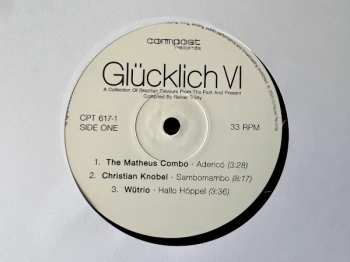 compost
records
Glücklich VI
A Collection Of Brazilian Flavours From The Past And Present
Compiled By Rainer Trüby
CPT 617-1
SIDE ONE
33 RPM
1. The Matheus Combo - Adericó (3:28)
2. Christian Knobel - Sambomambo (8:17)
3. Wütrio - Hallo Höppel (3:36)